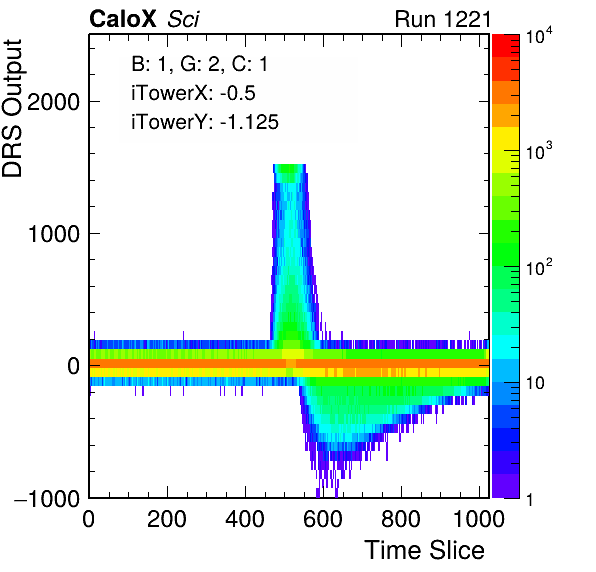 CaloX Sci Run 1221
B: 1, G: 2, C: 1
iTowerX: -0.5
iTowerY: -1.125
DRS Output
2000
1000
0
−1000
0 200 400 600 800 1000
Time Slice
10^4
10^3
10^2
10
1